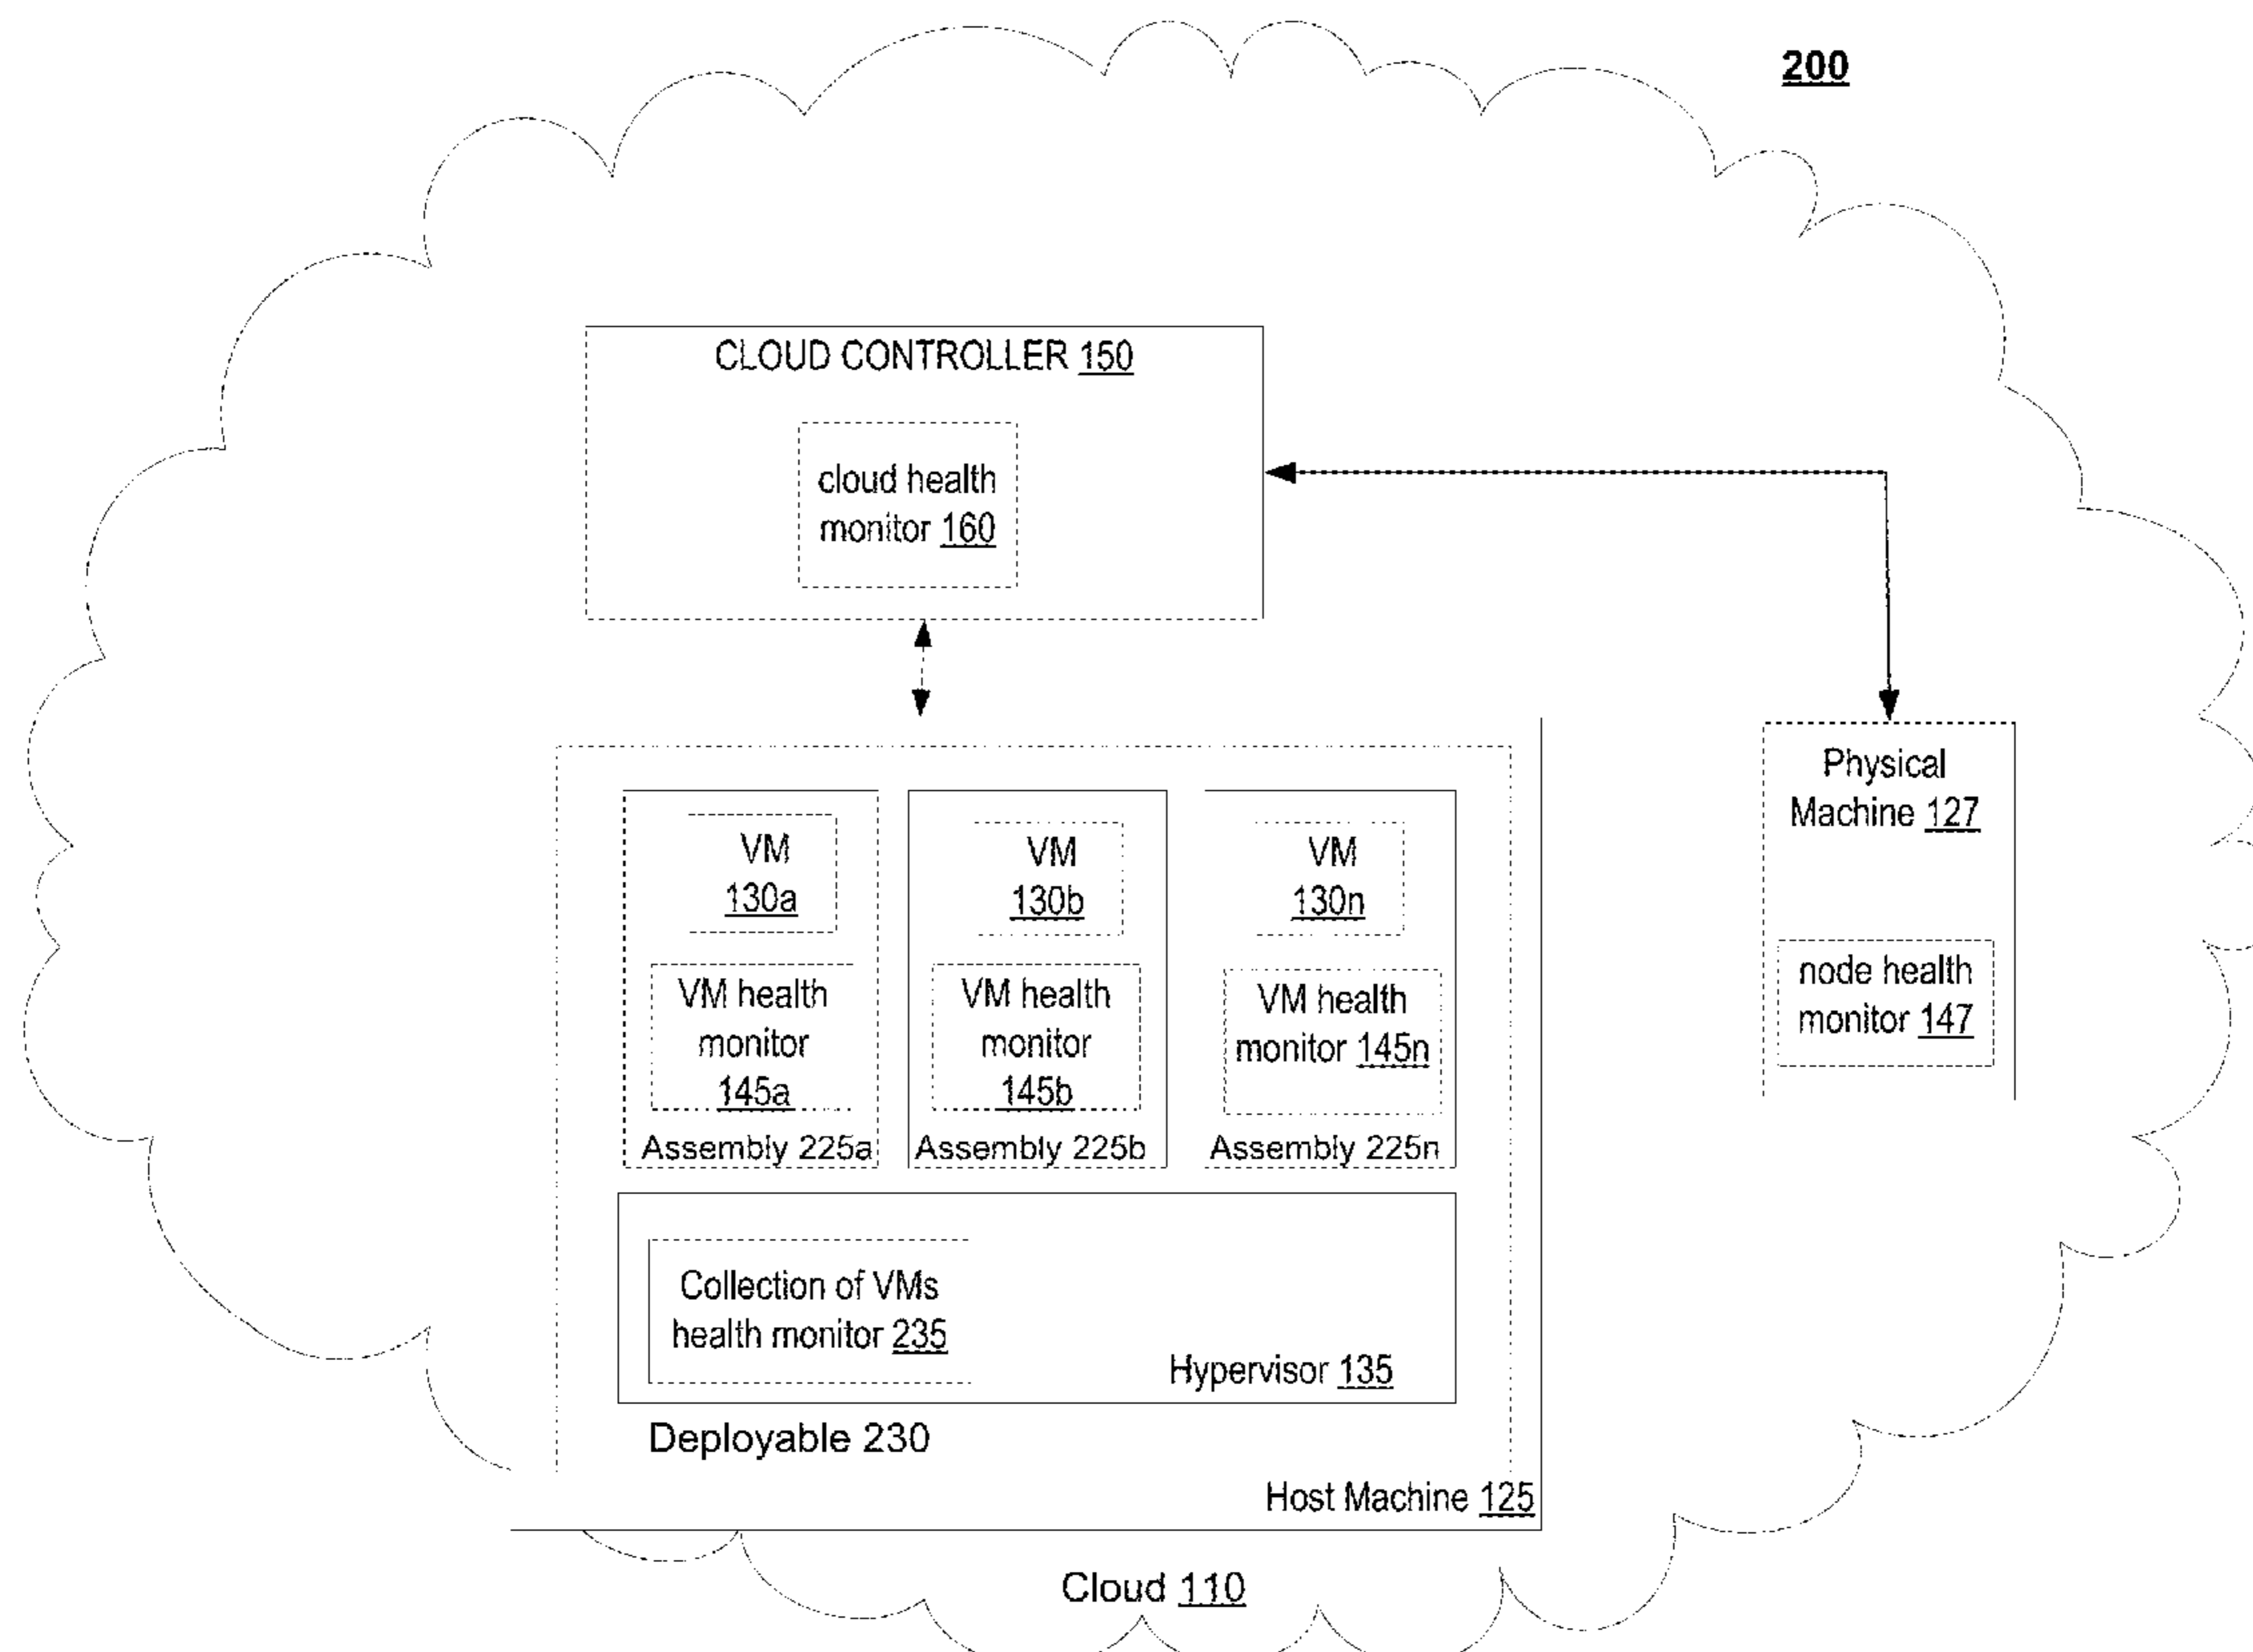 200
CLOUD CONTROLLER 150
cloud health
monitor 160
Physical
Machine 127
node health
monitor 147
VM
130a
VM health
monitor
145a
Assembly 225a
VM
130b
VM health
monitor
145b
Assembly 225b
VM
130n
VM health
monitor 145n
Assembly 225n
Collection of VMs
health monitor 235
Hypervisor 135
Deployable 230
Host Machine 125
Cloud 110